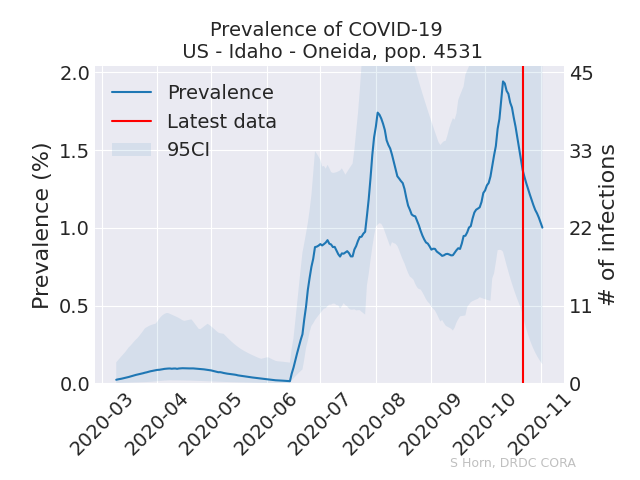 Prevalence of COVID-19
US - Idaho - Oneida, pop. 4531
Prevalence
Latest data
95CI
Prevalence (%)
2.0
1.5
1.0
0.5
0.0
# of infections
45
33
22
11
0
2020-03
2020-04
2020-05
2020-06
2020-07
2020-08
2020-09
2020-10
2020-11
S Horn, DRDC CORA